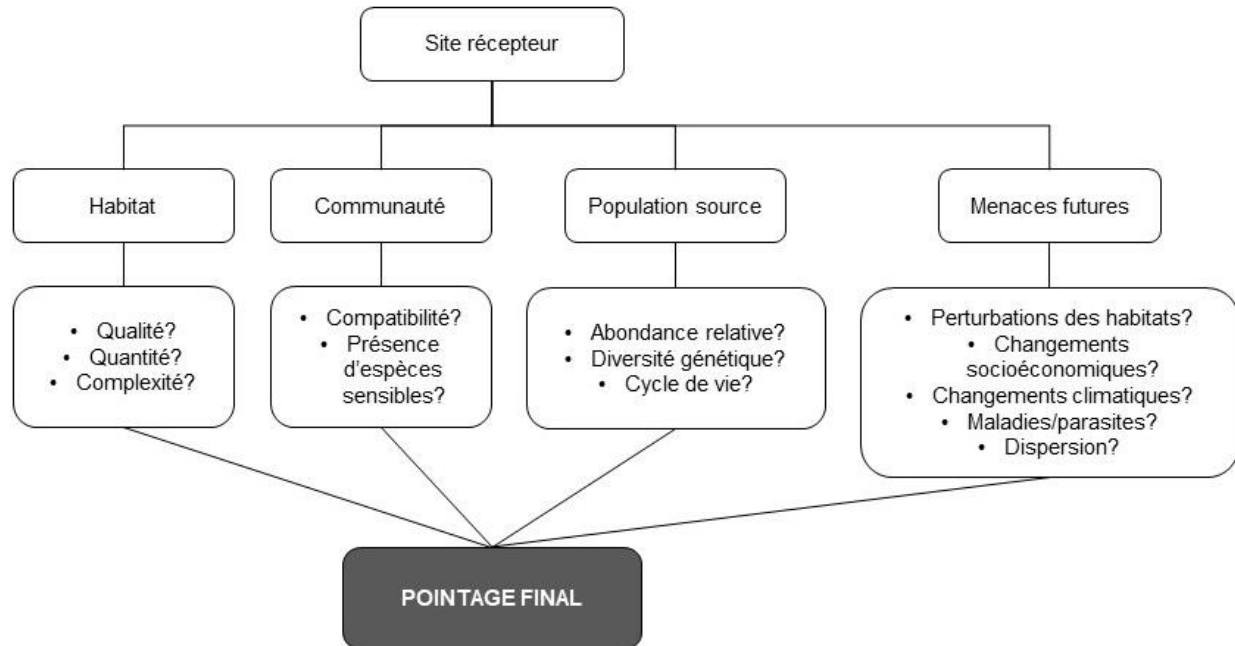 Site récepteur
Habitat
Communauté
Population source
Menaces futures
• Qualité?
• Quantité?
• Complexité?
• Compatibilité?
• Présence
d'espèces
sensibles?
• Abondance relative?
• Diversité génétique?
• Cycle de vie?
• Perturbations des habitats?
• Changements
socioéconomiques?
• Changements climatiques?
• Maladies/parasites?
• Dispersion?
POINTAGE FINAL